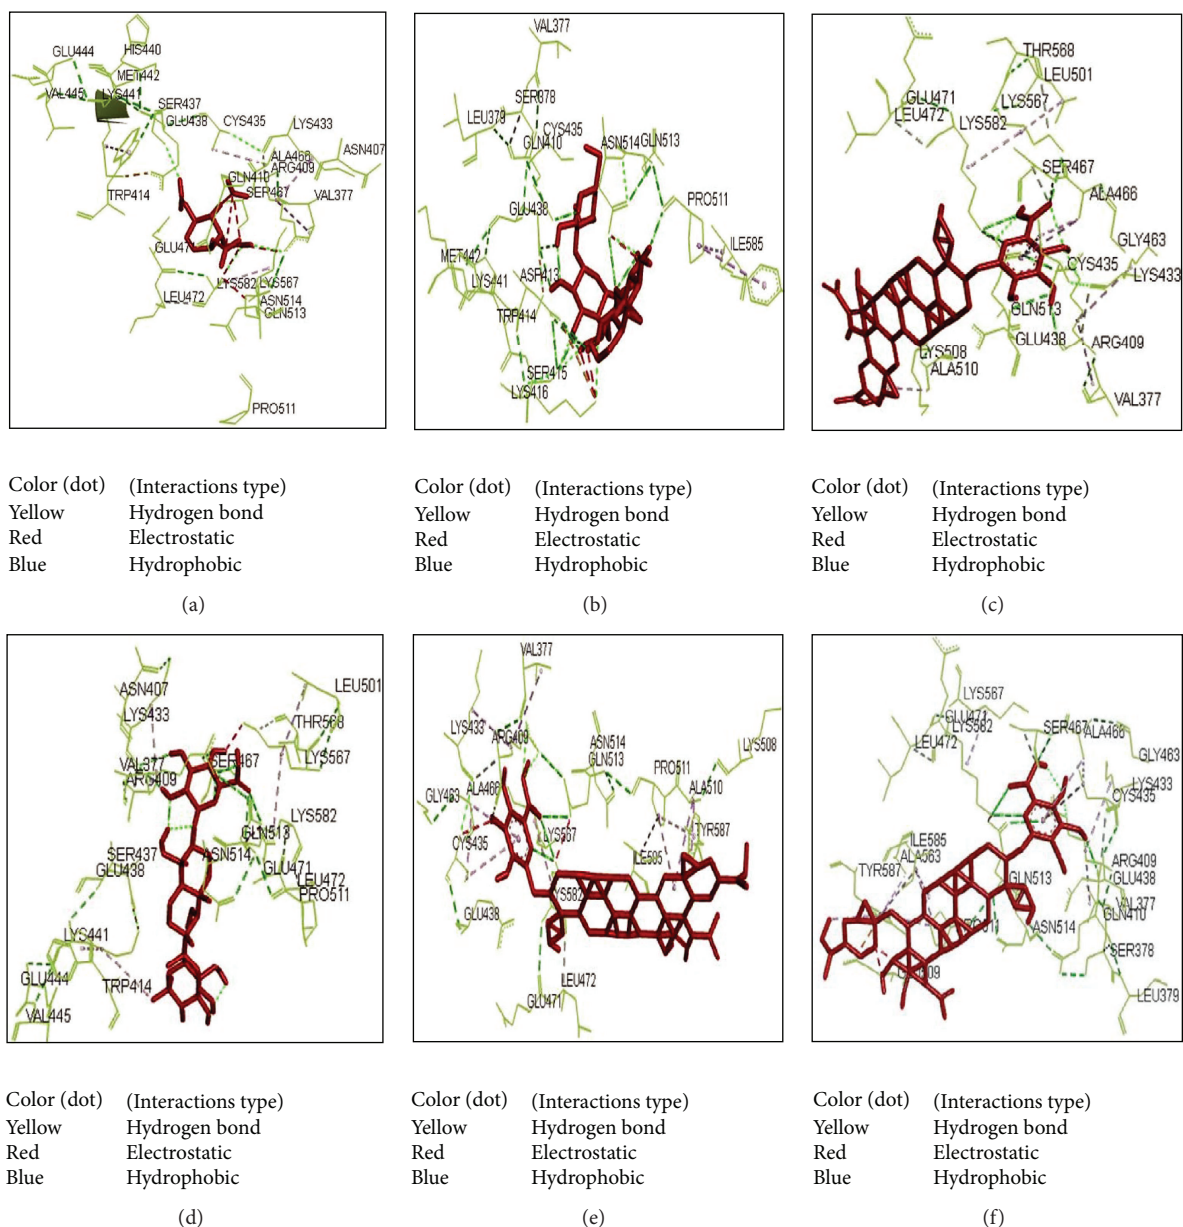 VAL377
HIS440
GLU444
MET442
VAL445
LYS441
SER437
GLU438
CYS435
LYS433
ASN407
ALA466
ARG409
GLN410
SER467
VAL377
TRP414
GLU471
LYS582
LYS567
LEU472
ASN514
GLN513
PRO511
SER378
LEU379
CYS435
GLN410
ASN514
GLN513
PRO511
GLU438
ILE585
MET442
LYS441
ASP413
TRP414
SER415
LYS416
THR568
LEU501
GLU471
LEU472
LYS567
LYS582
SER467
ALA466
GLY463
CYS435
LYS433
GLN513
GLU438
ARG409
LYS508
ALA510
VAL377
Color (dot) (Interactions type)
Yellow Hydrogen bond
Red Electrostatic
Blue Hydrophobic
(a)
Color (dot) (Interactions type)
Yellow Hydrogen bond
Red Electrostatic
Blue Hydrophobic
(b)
Color (dot) (Interactions type)
Yellow Hydrogen bond
Red Electrostatic
Blue Hydrophobic
(c)
ASN407
LEU501
LYS433
THR568
VAL377
SER467
LYS567
ARG409
LYS582
GLN513
SER437
ASN514
GLU438
GLU471
LEU472
PRO511
LYS441
GLU444
TRP414
VAL445
VAL377
LYS433
ARG409
ASN514
GLN513
LYS508
PRO511
ALA466
ALA510
GLY463
CYS435
LYS567
TYR587
ILE585
LYS582
GLU438
LEU472
GLU471
LYS567
GLU471
LYS582
SER467
ALA466
LEU472
GLY463
LYS433
CYS435
ILE585
ALA563
TYR587
ARG409
GLN513
GLU438
VAL377
GLN410
ASN514
SER378
LEU379
Color (dot) (Interactions type)
Yellow Hydrogen bond
Red Electrostatic
Blue Hydrophobic
(d)
Color (dot) (Interactions type)
Yellow Hydrogen bond
Red Electrostatic
Blue Hydrophobic
(e)
Color (dot) (Interactions type)
Yellow Hydrogen bond
Red Electrostatic
Blue Hydrophobic
(f)